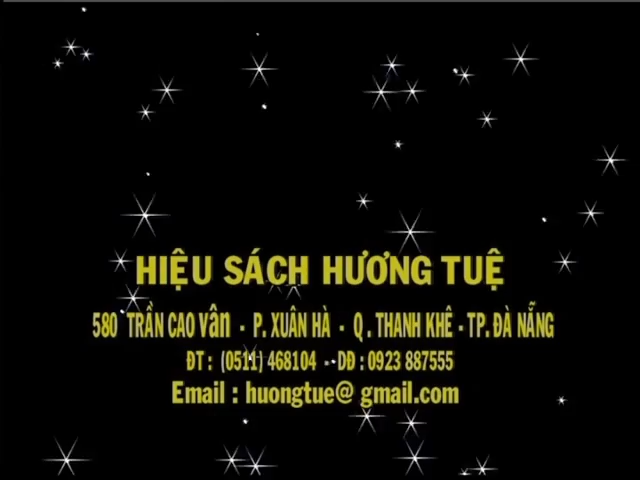 HIỆU SÁCH HƯƠNG TUỆ
580 TRẦN CAO Vân - P. XUÂN HÀ - Q . THANH KHÊ - TP. ĐÀ NẴNG
ĐT : (0511) 468104 - DĐ : 0923 887555
Email : huongtue@ gmail.com